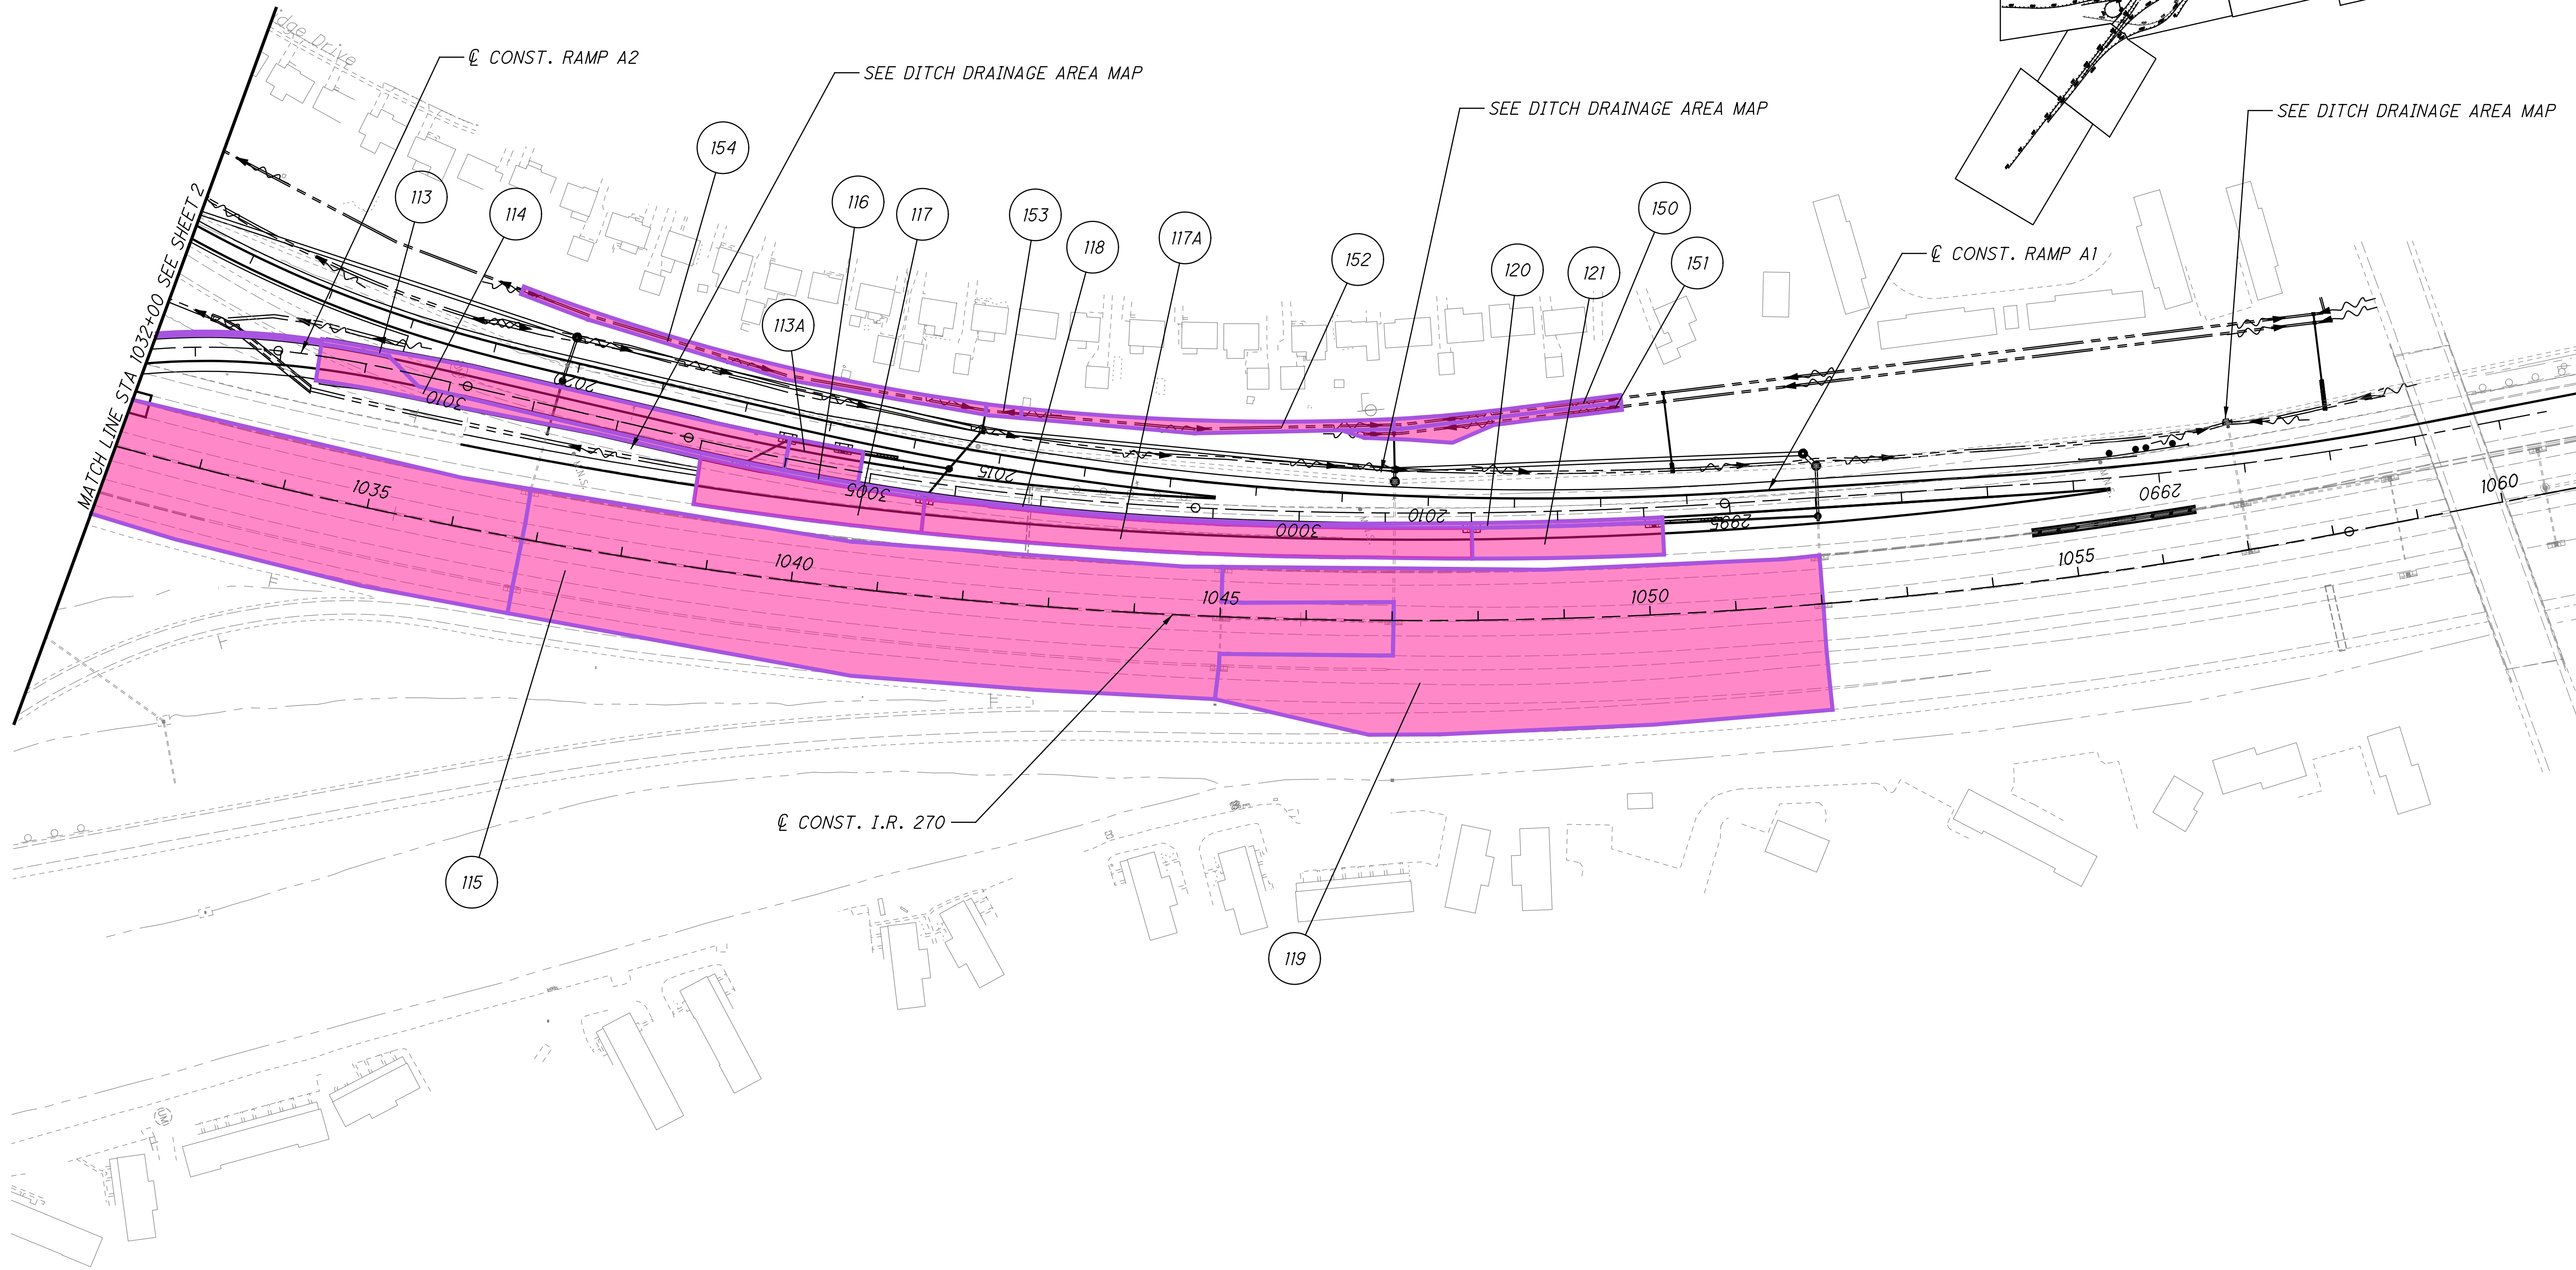 dge Drive
℄ CONST. RAMP A2
SEE DITCH DRAINAGE AREA MAP
SEE DITCH DRAINAGE AREA MAP
SEE DITCH DRAINAGE AREA MAP
154
113
114
116
117
153
118
117A
152
150
151
120
121
113A
℄ CONST. RAMP A1
MATCH LINE STA 1032+00 SEE SHEET 2
2020
3010
2015
3005
3000
2010
2995
2990
1035
1040
1045
1050
1055
1060
℄ CONST. I.R. 270
115
119